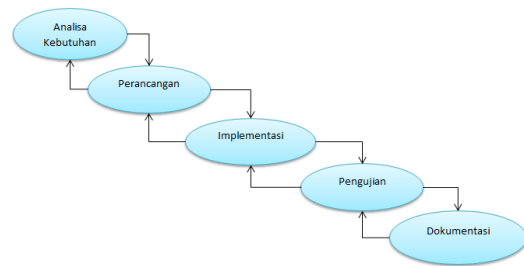 Analisa
Kebutuhan
Perancangan
Implementasi
Pengujian
Dokumentasi